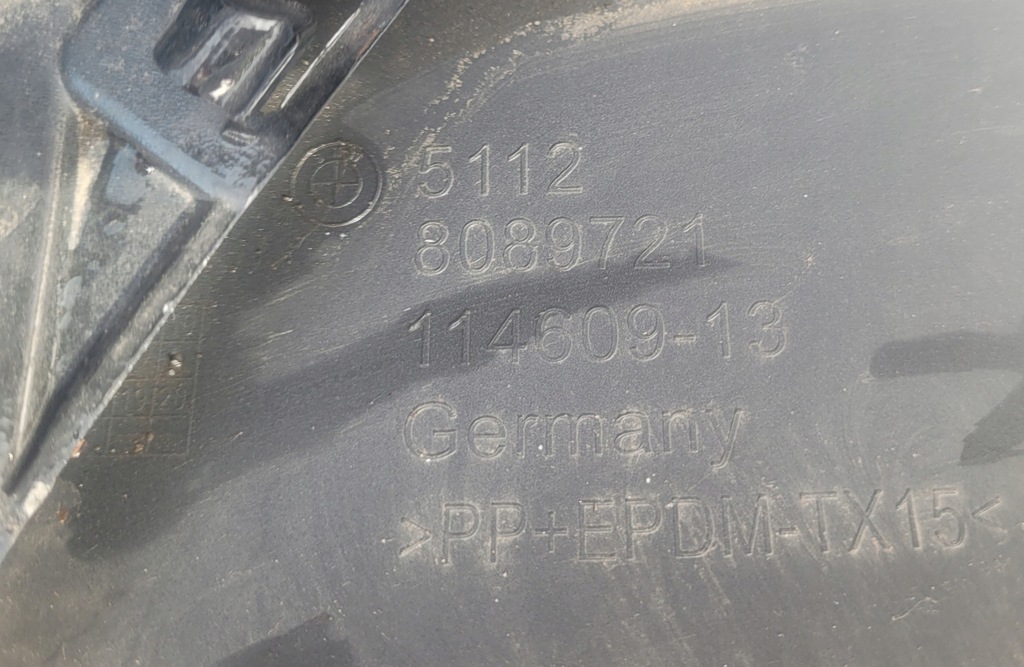 5112
8089721
114609-13
Germany
>PP+EPDM-TX15<